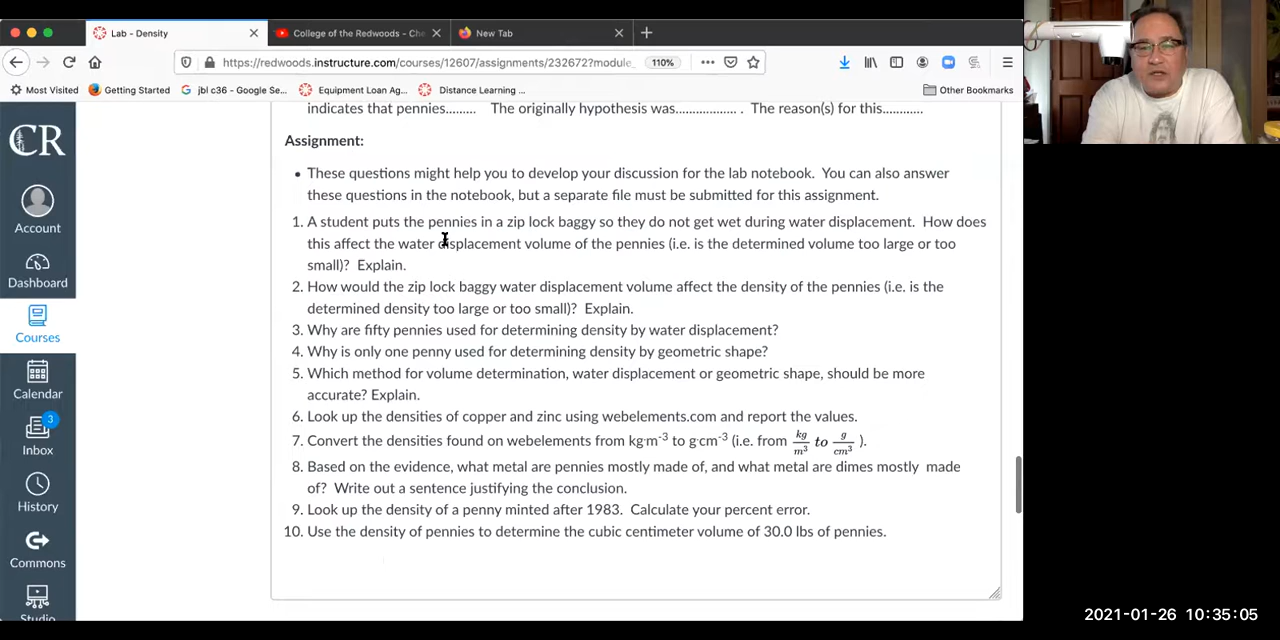 Lab - Density
College of the Redwoods - Che
New Tab
https://redwoods.instructure.com/courses/12607/assignments/232672?module_
110%
Most Visited
Getting Started
jbl c36 - Google Se...
Equipment Loan Ag...
Distance Learning ...
Other Bookmarks
CR
Account
Dashboard
Courses
Calendar
3
Inbox
History
Commons
Studio
indicates that pennies......... The originally hypothesis was.................. . The reason(s) for this............
Assignment:
• These questions might help you to develop your discussion for the lab notebook. You can also answer
these questions in the notebook, but a separate file must be submitted for this assignment.
1. A student puts the pennies in a zip lock baggy so they do not get wet during water displacement. How does
this affect the water displacement volume of the pennies (i.e. is the determined volume too large or too
small)? Explain.
2. How would the zip lock baggy water displacement volume affect the density of the pennies (i.e. is the
determined density too large or too small)? Explain.
3. Why are fifty pennies used for determining density by water displacement?
4. Why is only one penny used for determining density by geometric shape?
5. Which method for volume determination, water displacement or geometric shape, should be more
accurate? Explain.
6. Look up the densities of copper and zinc using webelements.com and report the values.
7. Convert the densities found on webelements from kg·m⁻³ to g·cm⁻³ (i.e. from kg/m³ to g/cm³ ).
8. Based on the evidence, what metal are pennies mostly made of, and what metal are dimes mostly made
of? Write out a sentence justifying the conclusion.
9. Look up the density of a penny minted after 1983. Calculate your percent error.
10. Use the density of pennies to determine the cubic centimeter volume of 30.0 lbs of pennies.
2021-01-26 10:35:05